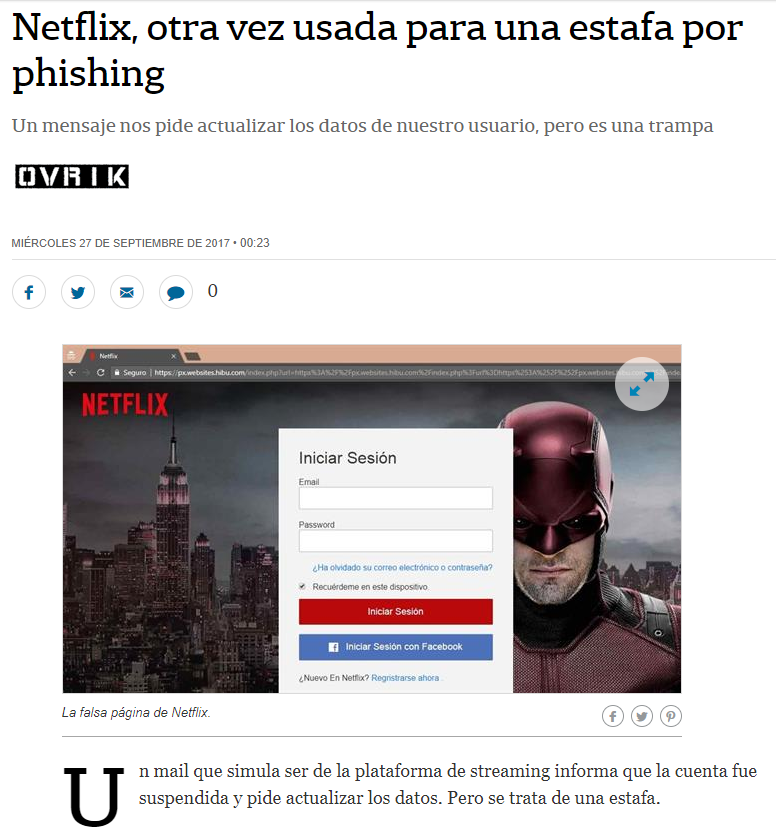 Netflix, otra vez usada para una estafa por
phishing
Un mensaje nos pide actualizar los datos de nuestro usuario, pero es una trampa
OVRIK
MIÉRCOLES 27 DE SEPTIEMBRE DE 2017 • 00:23
0
Netflix
Seguro | https://px.websites.hibu.com/index.php?url=https%3A%2F%2Fpx.websites.hibu.com%2Findex.php%3Furl%3Dhttps%253A%252F%252Fpx.websites.
NETFLIX
Iniciar Sesión
Email
Password
¿Ha olvidado su correo electrónico o contraseña?
Recuérdeme en este dispositivo.
Iniciar Sesión
Iniciar Sesión con Facebook
¿Nuevo En Netflix? Regristrarse ahora .
La falsa página de Netflix.
Un mail que simula ser de la plataforma de streaming informa que la cuenta fue
suspendida y pide actualizar los datos. Pero se trata de una estafa.